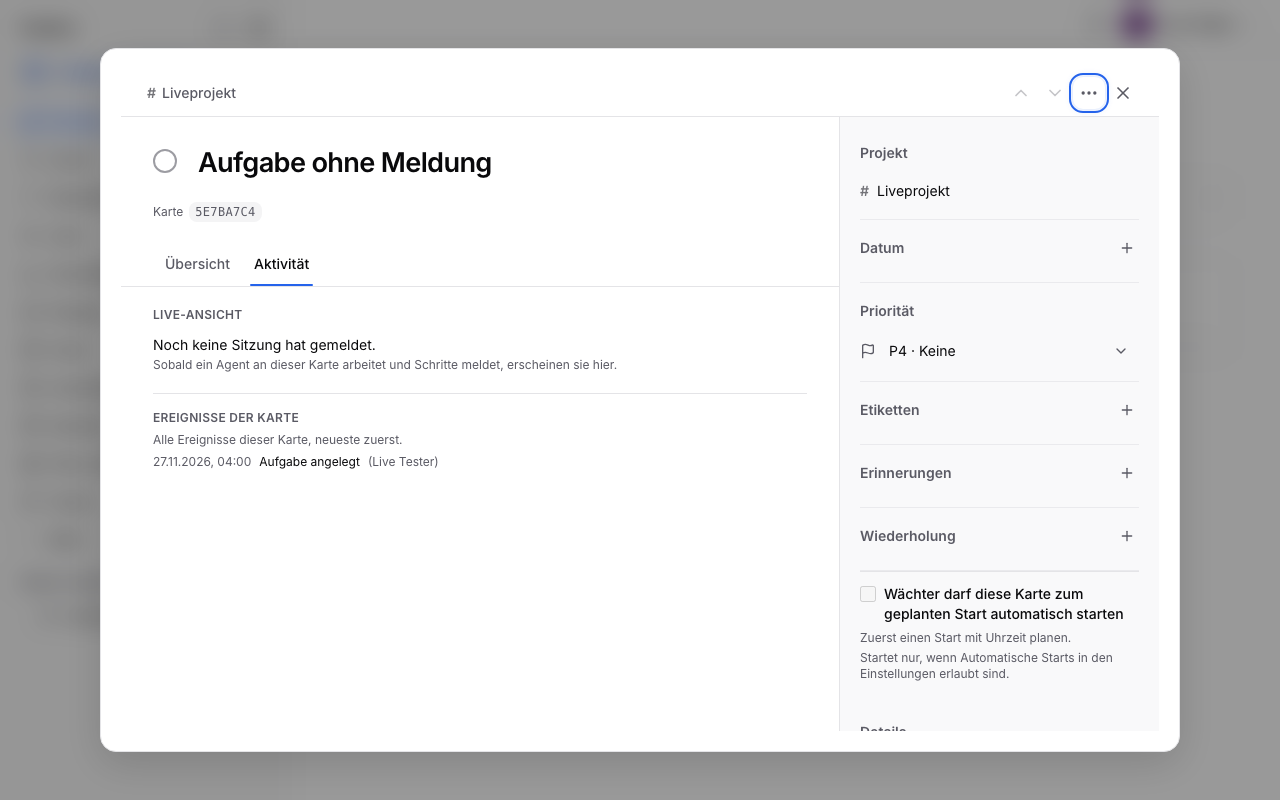 # Liveprojekt
Aufgabe ohne Meldung
Karte 5E7BA7C4
Übersicht Aktivität
LIVE-ANSICHT
Noch keine Sitzung hat gemeldet.
Sobald ein Agent an dieser Karte arbeitet und Schritte meldet, erscheinen sie hier.
EREIGNISSE DER KARTE
Alle Ereignisse dieser Karte, neueste zuerst.
27.11.2026, 04:00 Aufgabe angelegt (Live Tester)
Projekt
# Liveprojekt
Datum
Priorität
P4 · Keine
Etiketten
Erinnerungen
Wiederholung
Wächter darf diese Karte zum
geplanten Start automatisch starten
Zuerst einen Start mit Uhrzeit planen.
Startet nur, wenn Automatische Starts in den
Einstellungen erlaubt sind.
Details